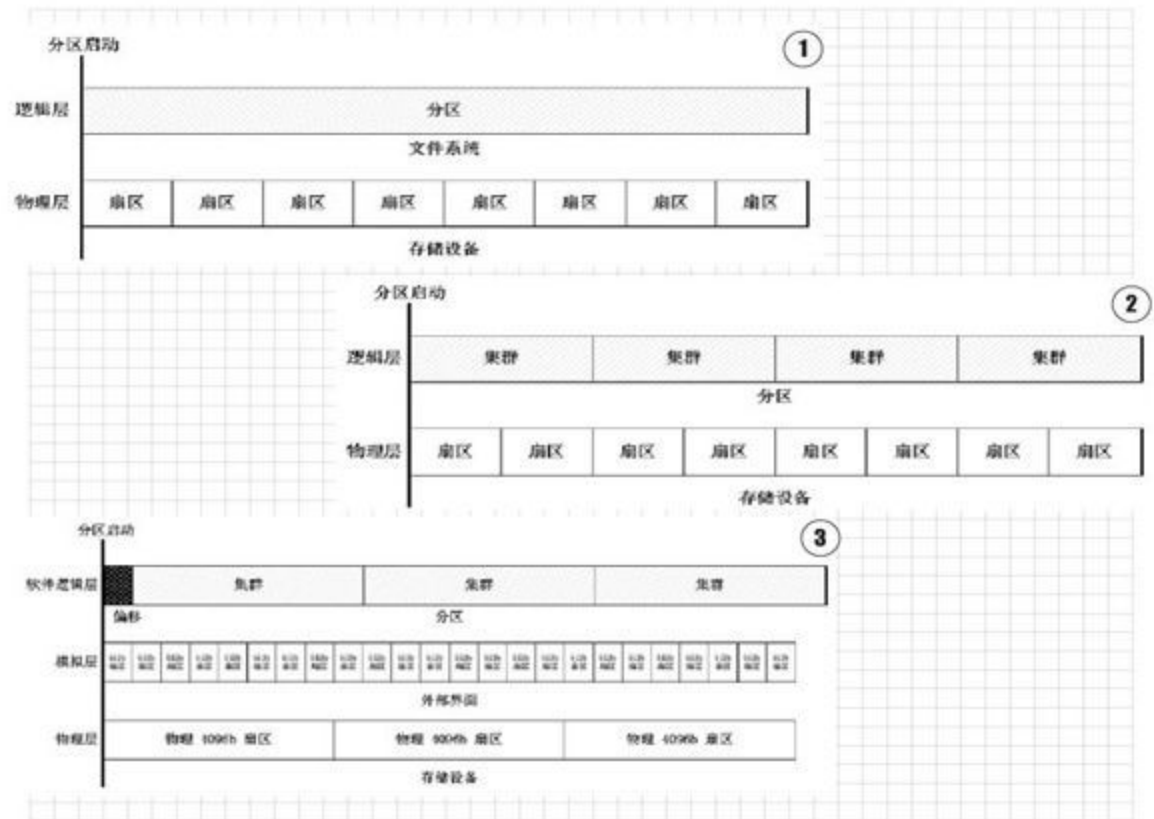 分区启动
1
逻辑层 分区
文件系统
物理层 扇区 扇区 扇区 扇区 扇区 扇区 扇区 扇区
存储设备
分区启动
2
逻辑层 集群 集群 集群 集群
分区
物理层 扇区 扇区 扇区 扇区 扇区 扇区 扇区 扇区
存储设备
分区启动
3
软件逻辑层 集群 集群 集群
偏移 分区
模拟层
外部界面
物理层 物理 4096b 扇区 物理 4096b 扇区 物理 4096b 扇区
存储设备